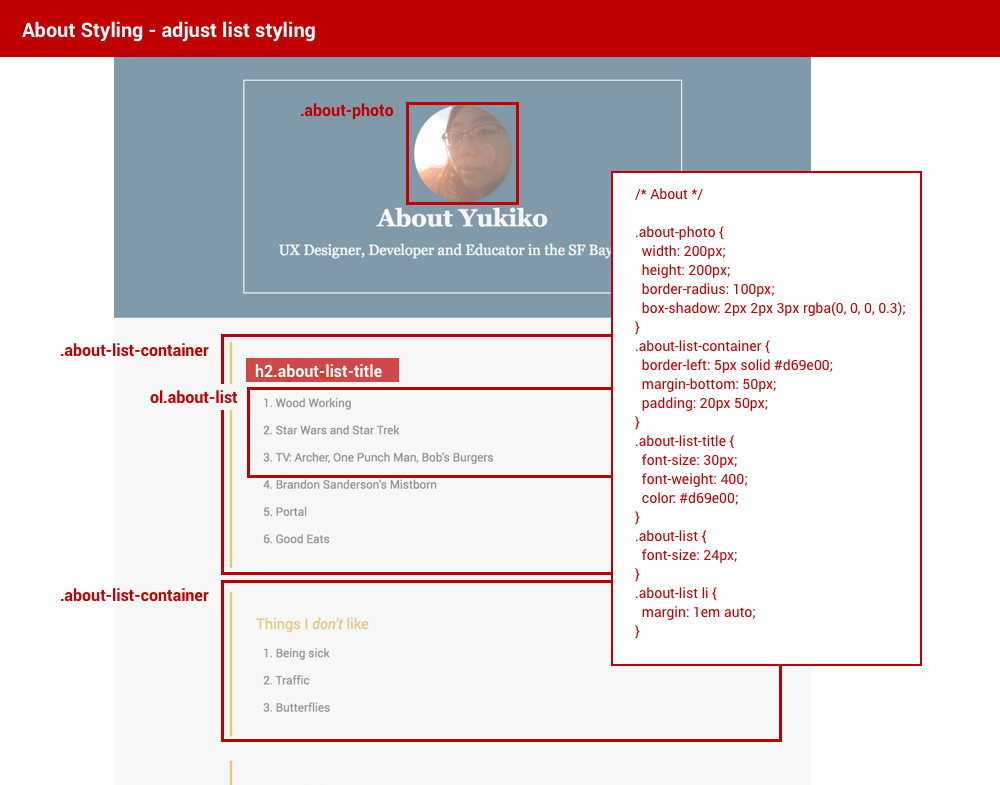 About Styling - adjust list styling
.about-photo
About Yukiko
UX Designer, Developer and Educator in the SF Bay
.about-list-container
h2.about-list-title
ol.about-list
1. Wood Working
2. Star Wars and Star Trek
3. TV: Archer, One Punch Man, Bob's Burgers
4. Brandon Sanderson's Mistborn
5. Portal
6. Good Eats
.about-list-container
Things I don't like
1. Being sick
2. Traffic
3. Butterflies
/* About */
.about-photo {
width: 200px;
height: 200px;
border-radius: 100px;
box-shadow: 2px 2px 3px rgba(0, 0, 0, 0.3);
}
.about-list-container {
border-left: 5px solid #d69e00;
margin-bottom: 50px;
padding: 20px 50px;
}
.about-list-title {
font-size: 30px;
font-weight: 400;
color: #d69e00;
}
.about-list {
font-size: 24px;
}
.about-list li {
margin: 1em auto;
}